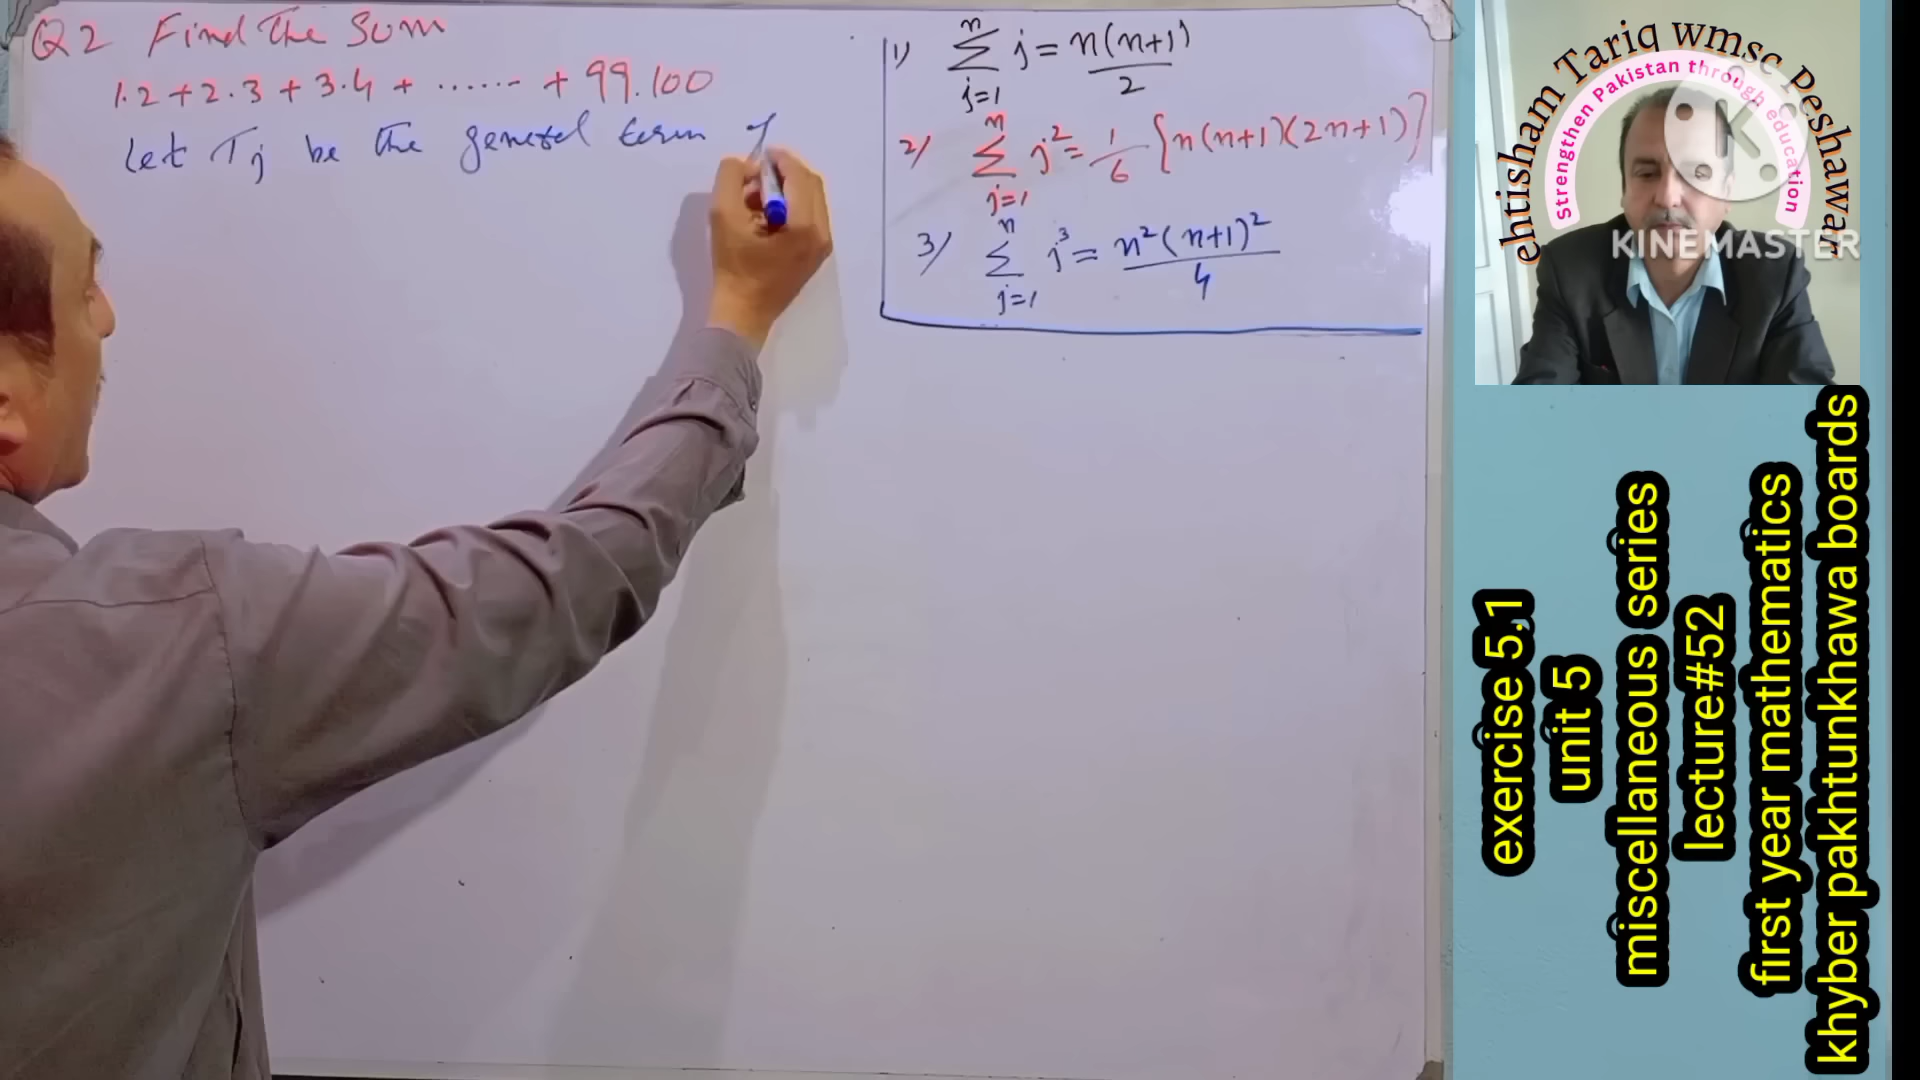 Q2 Find The Sum
1.2 + 2.3 + 3.4 + ...... + 99.100
Let Tj be the general term of
1) n∑j=1 j = n(n+1)/2
2) n∑j=1 j² = 1/6 {n(n+1)(2n+1)}
3) n∑j=1 j³ = n²(n+1)²/4
ehtisham Tariq wmsc Peshawar
Strengthen Pakistan through education
K
KINEMASTER
exercise 5.1
unit 5
miscellaneous series
lecture#52
first year mathematics
khyber pakhtunkhawa boards